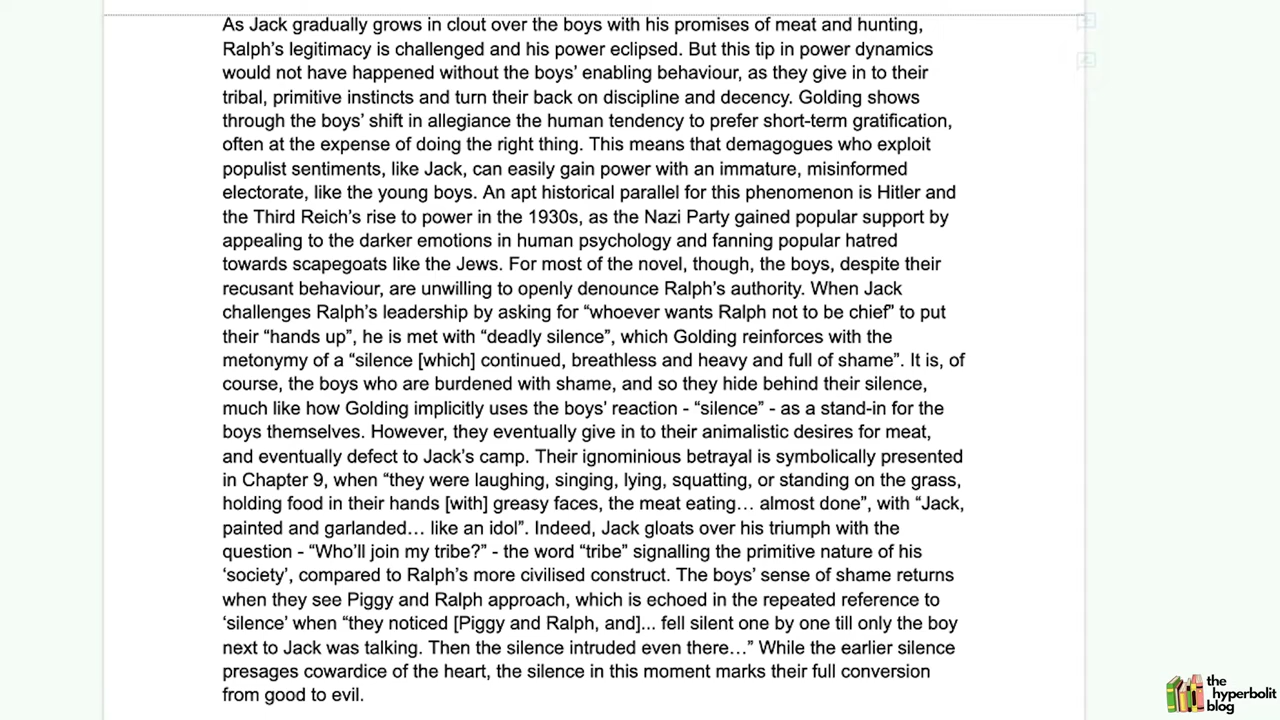 As Jack gradually grows in clout over the boys with his promises of meat and hunting,
Ralph’s legitimacy is challenged and his power eclipsed. But this tip in power dynamics
would not have happened without the boys’ enabling behaviour, as they give in to their
tribal, primitive instincts and turn their back on discipline and decency. Golding shows
through the boys’ shift in allegiance the human tendency to prefer short-term gratification,
often at the expense of doing the right thing. This means that demagogues who exploit
populist sentiments, like Jack, can easily gain power with an immature, misinformed
electorate, like the young boys. An apt historical parallel for this phenomenon is Hitler and
the Third Reich’s rise to power in the 1930s, as the Nazi Party gained popular support by
appealing to the darker emotions in human psychology and fanning popular hatred
towards scapegoats like the Jews. For most of the novel, though, the boys, despite their
recusant behaviour, are unwilling to openly denounce Ralph’s authority. When Jack
challenges Ralph’s leadership by asking for “whoever wants Ralph not to be chief” to put
their “hands up”, he is met with “deadly silence”, which Golding reinforces with the
metonymy of a “silence [which] continued, breathless and heavy and full of shame”. It is, of
course, the boys who are burdened with shame, and so they hide behind their silence,
much like how Golding implicitly uses the boys’ reaction - “silence” - as a stand-in for the
boys themselves. However, they eventually give in to their animalistic desires for meat,
and eventually defect to Jack’s camp. Their ignominious betrayal is symbolically presented
in Chapter 9, when “they were laughing, singing, lying, squatting, or standing on the grass,
holding food in their hands [with] greasy faces, the meat eating… almost done”, with “Jack,
painted and garlanded… like an idol”. Indeed, Jack gloats over his triumph with the
question - “Who’ll join my tribe?” - the word “tribe” signalling the primitive nature of his
‘society’, compared to Ralph’s more civilised construct. The boys’ sense of shame returns
when they see Piggy and Ralph approach, which is echoed in the repeated reference to
‘silence’ when “they noticed [Piggy and Ralph, and]... fell silent one by one till only the boy
next to Jack was talking. Then the silence intruded even there…” While the earlier silence
presages cowardice of the heart, the silence in this moment marks their full conversion
from good to evil.
the
hyperbolit
blog